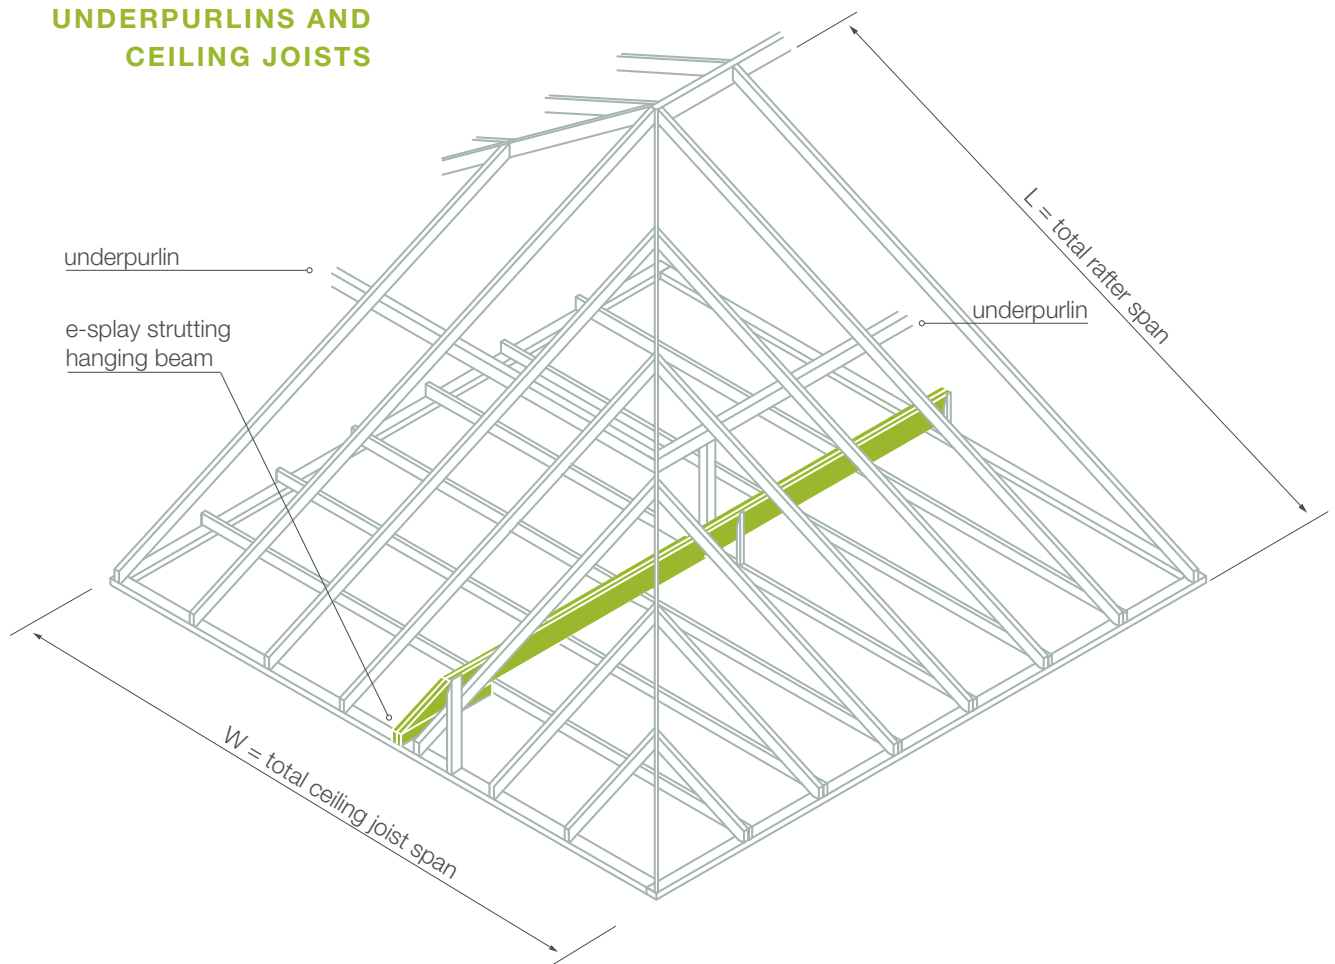 UNDERPURLINS AND
CEILING JOISTS
L = total rafter span
underpurlin
underpurlin
e-splay strutting
hanging beam
W = total ceiling joist span